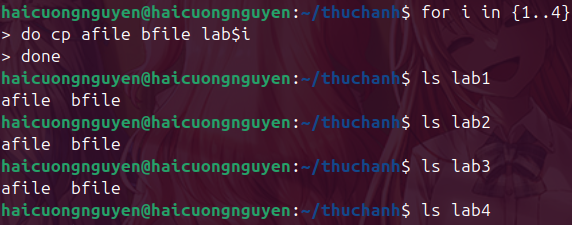 haicuongnguyen@haicuongnguyen:~/thuchanh$ for i in {1..4}
> do cp afile bfile lab$i
> done
haicuongnguyen@haicuongnguyen:~/thuchanh$ ls lab1
afile  bfile
haicuongnguyen@haicuongnguyen:~/thuchanh$ ls lab2
afile  bfile
haicuongnguyen@haicuongnguyen:~/thuchanh$ ls lab3
afile  bfile
haicuongnguyen@haicuongnguyen:~/thuchanh$ ls lab4